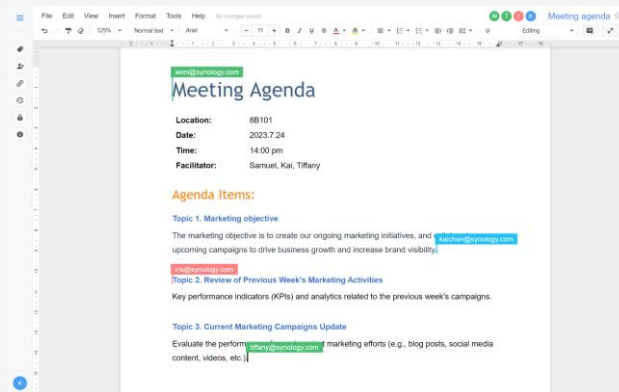 File Edit View Insert Format Tools Help All changes saved
W T I K Meeting agenda
125% Normal text Arial - 11 + B I U S A Editing
weni@synology.com
Meeting Agenda
Location: 8B101
Date: 2023.7.24
Time: 14:00 pm
Facilitator: Samuel, Kai, Tiffany
Agenda Items:
Topic 1. Marketing objective
The marketing objective is to create our ongoing marketing initiatives, and
kaichan@synology.com
upcoming campaigns to drive business growth and increase brand visibility.
iris@synology.com
Topic 2. Review of Previous Week's Marketing Activities
Key performance indicators (KPIs) and analytics related to the previous week's campaigns.
Topic 3. Current Marketing Campaigns Update
Evaluate the perform t marketing efforts (e.g., blog posts, social media
tiffany@synology.com
content, videos, etc.)
K